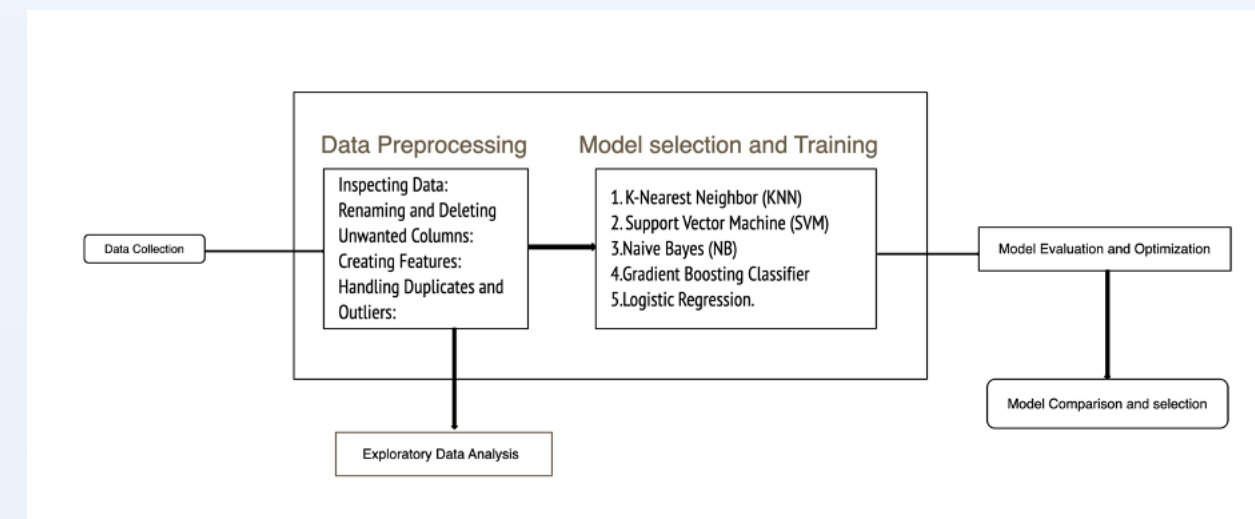 Data Preprocessing
Model selection and Training
Inspecting Data:
Renaming and Deleting
Unwanted Columns:
Creating Features:
Handling Duplicates and
Outliers:
1. K-Nearest Neighbor (KNN)
2. Support Vector Machine (SVM)
3.Naive Bayes (NB)
4.Gradient Boosting Classifier
5.Logistic Regression.
Data Collection
Model Evaluation and Optimization
Model Comparison and selection
Exploratory Data Analysis